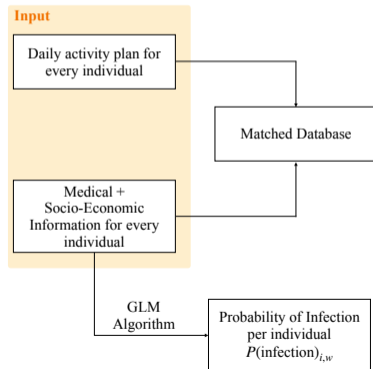 Input
Daily activity plan for
every individual
Matched Database
Medical +
Socio-Economic
Information for every
individual
GLM
Algorithm
Probability of Infection
per individual
P(infection)i,w